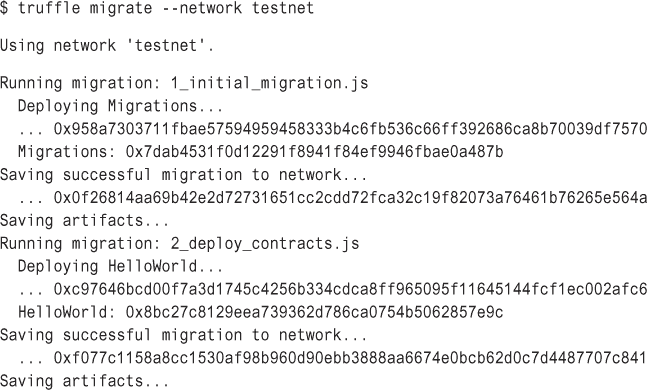 $ truffle migrate --network testnet
Using network 'testnet'.
Running migration: 1_initial_migration.js
Deploying Migrations...
... 0x958a7303711fbae57594959458333b4c6fb536c66ff392686ca8b70039df7570
Migrations: 0x7dab4531f0d12291f8941f84ef9946fbae0a487b
Saving successful migration to network...
... 0x0f26814aa69b42e2d72731651cc2cdd72fca32c19f82073a76461b76265e564a
Saving artifacts...
Running migration: 2_deploy_contracts.js
Deploying HelloWorld...
... 0xc97646bcd00f7a3d1745c4256b334cdca8ff965095f11645144fcf1ec002afc6
HelloWorld: 0x8bc27c8129eea739362d786ca0754b5062857e9c
Saving successful migration to network...
... 0xf077c1158a8cc1530af98b960d90ebb3888aa6674e0bcb62d0c7d4487707c841
Saving artifacts...